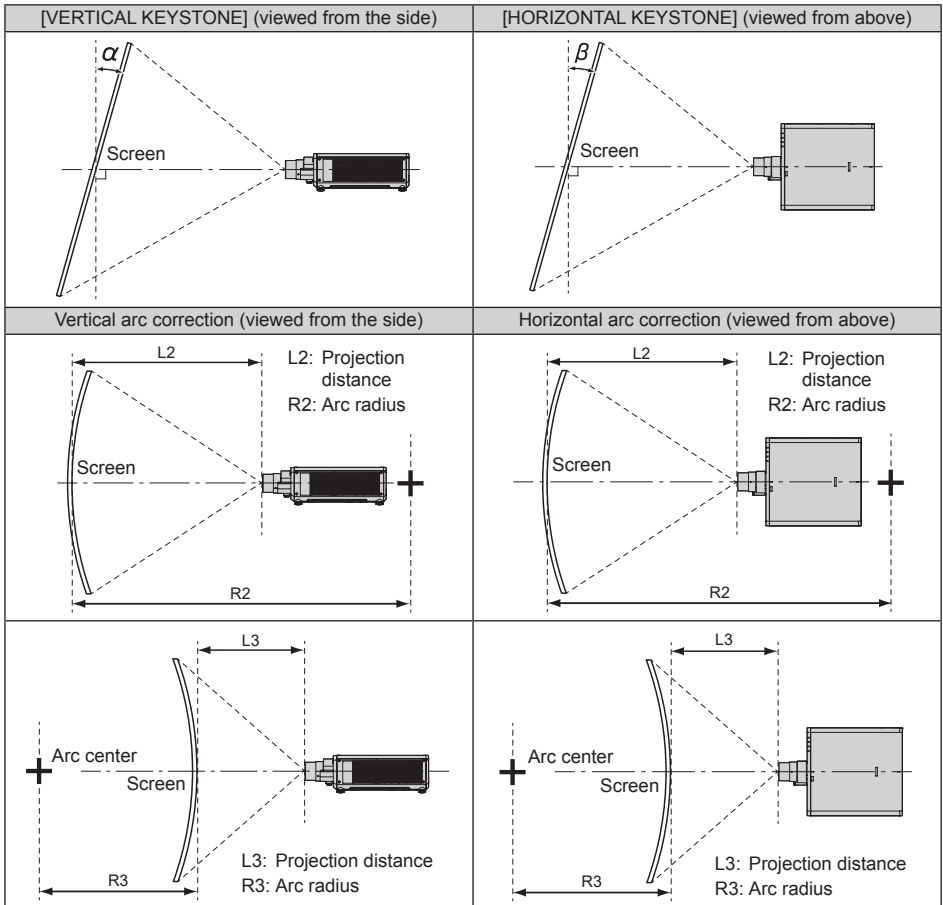 [VERTICAL KEYSTONE] (viewed from the side)
[HORIZONTAL KEYSTONE] (viewed from above)
α
Screen
β
Screen
Vertical arc correction (viewed from the side)
Horizontal arc correction (viewed from above)
L2
L2: Projection
distance
R2: Arc radius
Screen
R2
L2
L2: Projection
distance
R2: Arc radius
Screen
R2
L3
Arc center
Screen
L3: Projection distance
R3: Arc radius
R3
L3
Arc center
Screen
L3: Projection distance
R3: Arc radius
R3